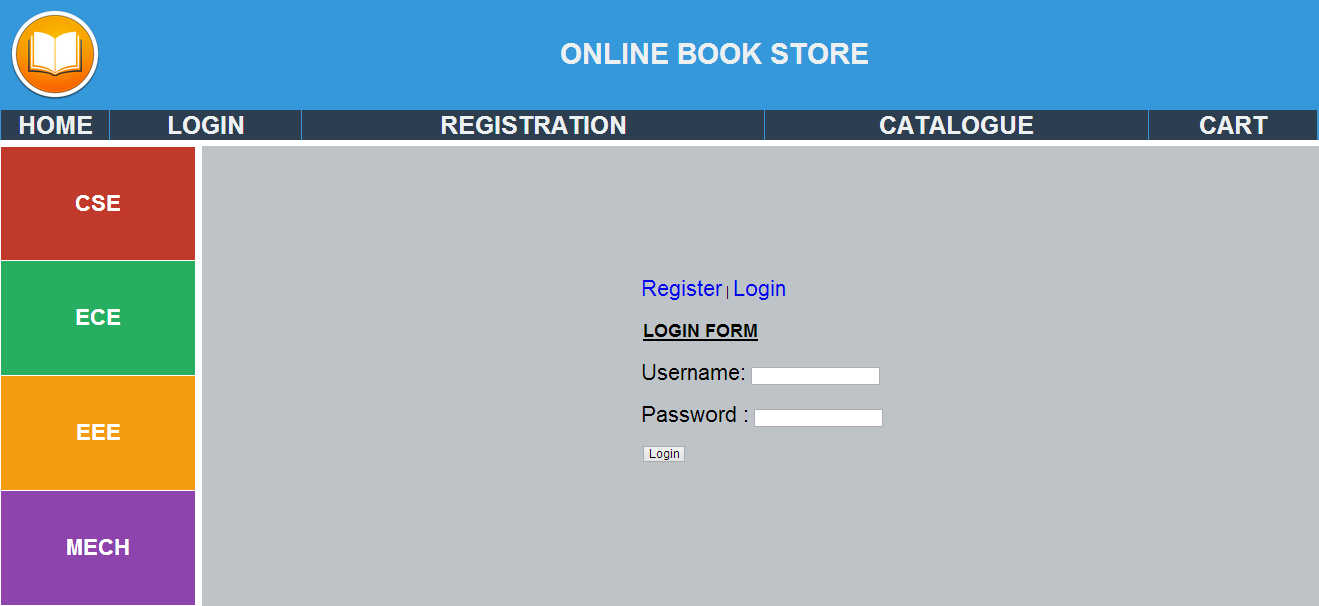 ONLINE BOOK STORE
HOME LOGIN REGISTRATION CATALOGUE CART
CSE
ECE
EEE
MECH
Register | Login
LOGIN FORM
Username:
Password :
Login